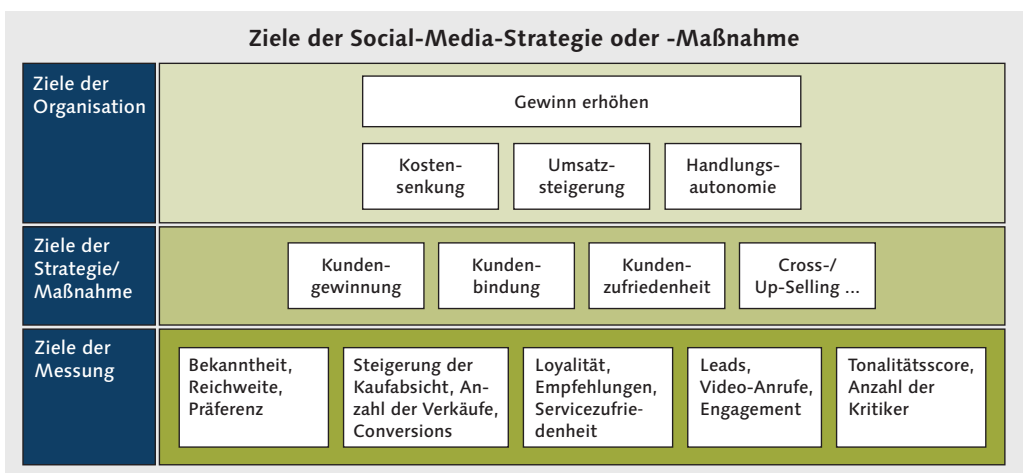 Ziele der Social-Media-Strategie oder -Maßnahme
Ziele der
Organisation
Gewinn erhöhen
Kosten-
senkung
Umsatz-
steigerung
Handlungs-
autonomie
Ziele der
Strategie/
Maßnahme
Kunden-
gewinnung
Kunden-
bindung
Kunden-
zufriedenheit
Cross-/
Up-Selling ...
Ziele der
Messung
Bekanntheit,
Reichweite,
Präferenz
Steigerung der
Kaufabsicht, An-
zahl der Verkäufe,
Conversions
Loyalität,
Empfehlungen,
Servicezufrie-
denheit
Leads,
Video-Anrufe,
Engagement
Tonalitätsscore,
Anzahl der
Kritiker